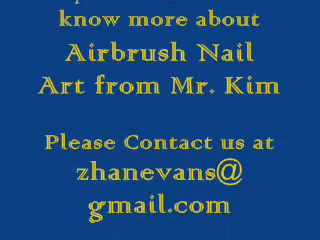 know more about
Airbrush Nail
Art from Mr. Kim
Please Contact us at
zhanevans@
gmail.com